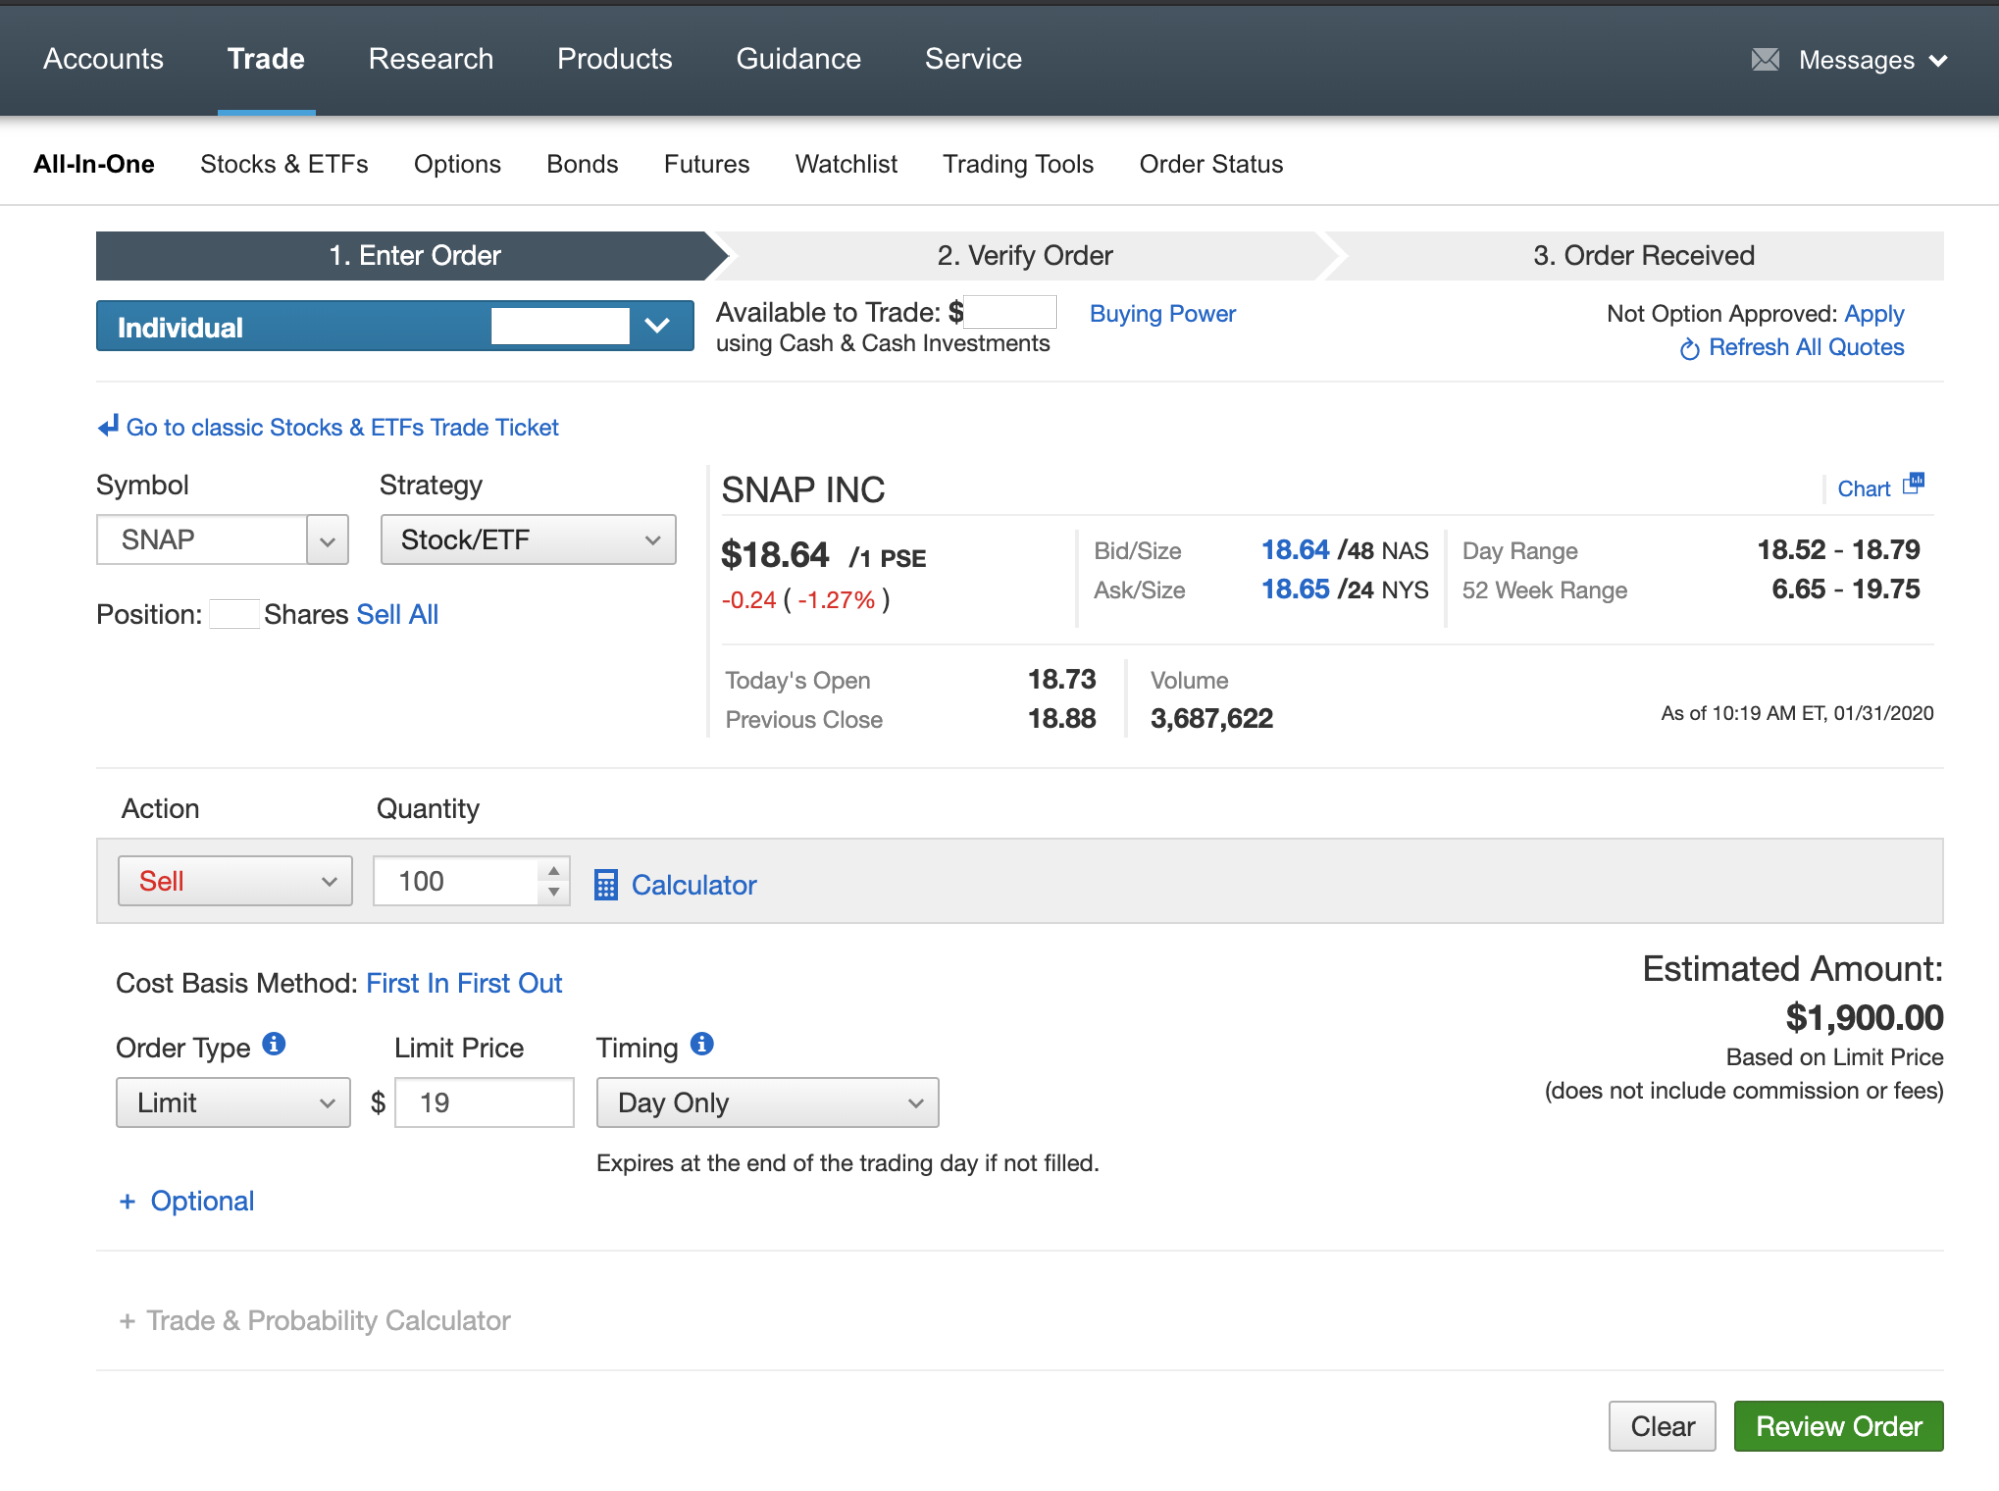 Accounts Trade Research Products Guidance Service Messages
All-In-One Stocks & ETFs Options Bonds Futures Watchlist Trading Tools Order Status
1. Enter Order 2. Verify Order 3. Order Received
Individual
Available to Trade: $
using Cash & Cash Investments
Buying Power
Not Option Approved: Apply
Refresh All Quotes
Go to classic Stocks & ETFs Trade Ticket
Symbol Strategy
SNAP Stock/ETF
Position: Shares Sell All
SNAP INC
Chart
$18.64 /1 PSE
-0.24 ( -1.27% )
Bid/Size 18.64 /48 NAS
Ask/Size 18.65 /24 NYS
Day Range 18.52 - 18.79
52 Week Range 6.65 - 19.75
Today's Open 18.73
Previous Close 18.88
Volume
3,687,622
As of 10:19 AM ET, 01/31/2020
Action Quantity
Sell 100 Calculator
Cost Basis Method: First In First Out
Order Type Limit Price Timing
Limit $ 19 Day Only
Expires at the end of the trading day if not filled.
+ Optional
Estimated Amount:
$1,900.00
Based on Limit Price
(does not include commission or fees)
+ Trade & Probability Calculator
Clear Review Order